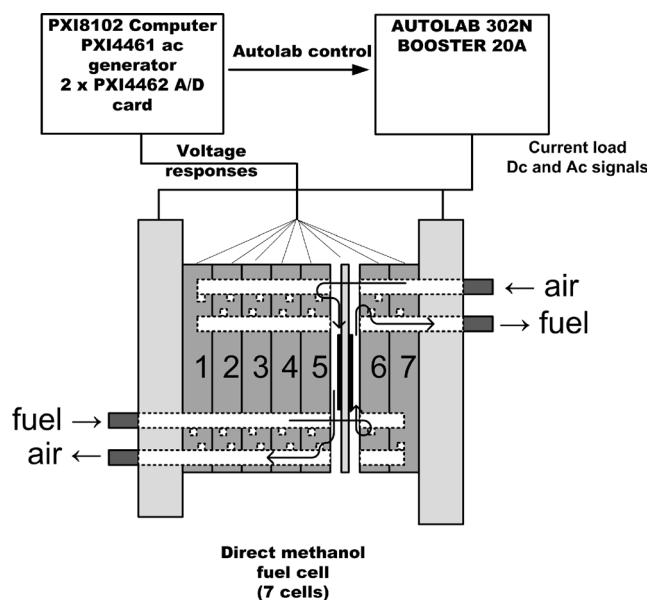 PXI8102 Computer
PXI4461 ac
generator
2 x PXI4462 A/D
card
Autolab control
AUTOLAB 302N
BOOSTER 20A
Voltage
responses
Current load
Dc and Ac signals
air
fuel
1 2 3 4 5 6 7
fuel
air
Direct methanol
fuel cell
(7 cells)